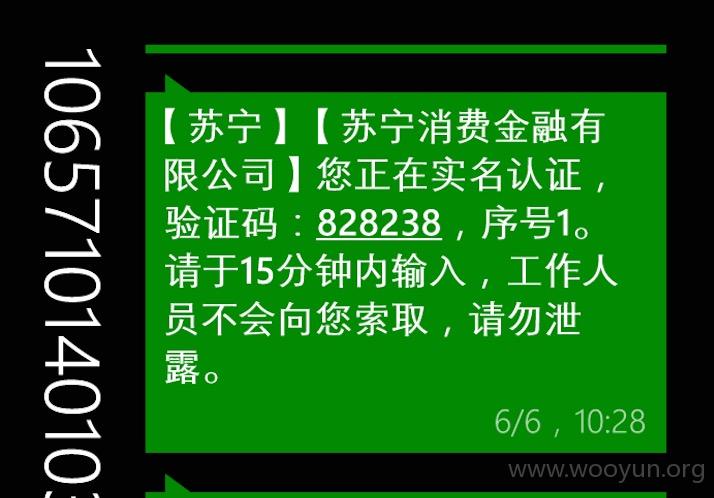 1065710140103
【苏宁】【苏宁消费金融有
限公司】您正在实名认证，
验证码：828238，序号1。
请于15分钟内输入，工作人
员不会向您索取，请勿泄
露。
6/6，10:28
www.wooyun.org